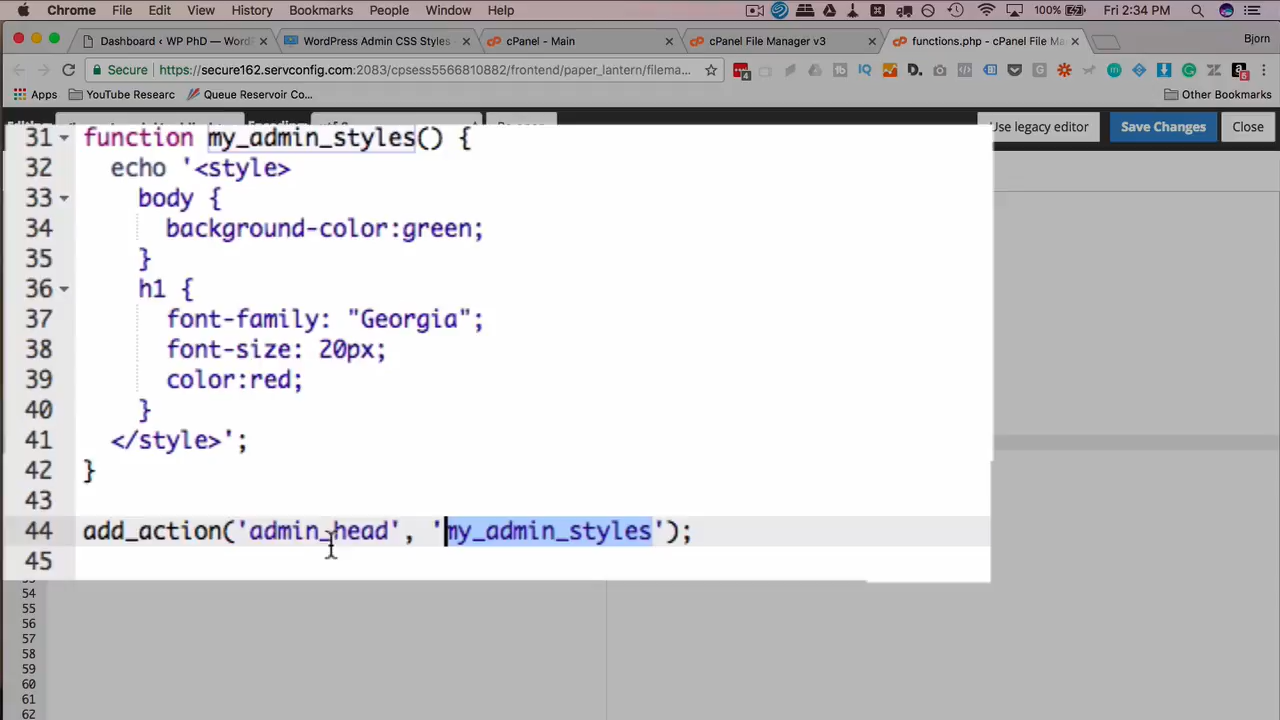 Chrome File Edit View History Bookmarks People Window Help 100% Fri 2:34 PM
Dashboard ‹ WP PhD — Word WordPress Admin CSS Styles - cPanel - Main cPanel File Manager v3 functions.php - cPanel File Ma Bjorn
Secure https://secure162.servconfig.com:2083/cpsess5566810882/frontend/paper_lantern/filema...
Apps YouTube Researc Queue Reservoir Co... Other Bookmarks
Use legacy editor Save Changes Close
31 function my_admin_styles() {
32 echo '<style>
33 body {
34 background-color:green;
35 }
36 h1 {
37 font-family: "Georgia";
38 font-size: 20px;
39 color:red;
40 }
41 </style>';
42 }
43
44 add_action('admin_head', 'my_admin_styles');
45
54
55
56
57
58
59
60
61
62